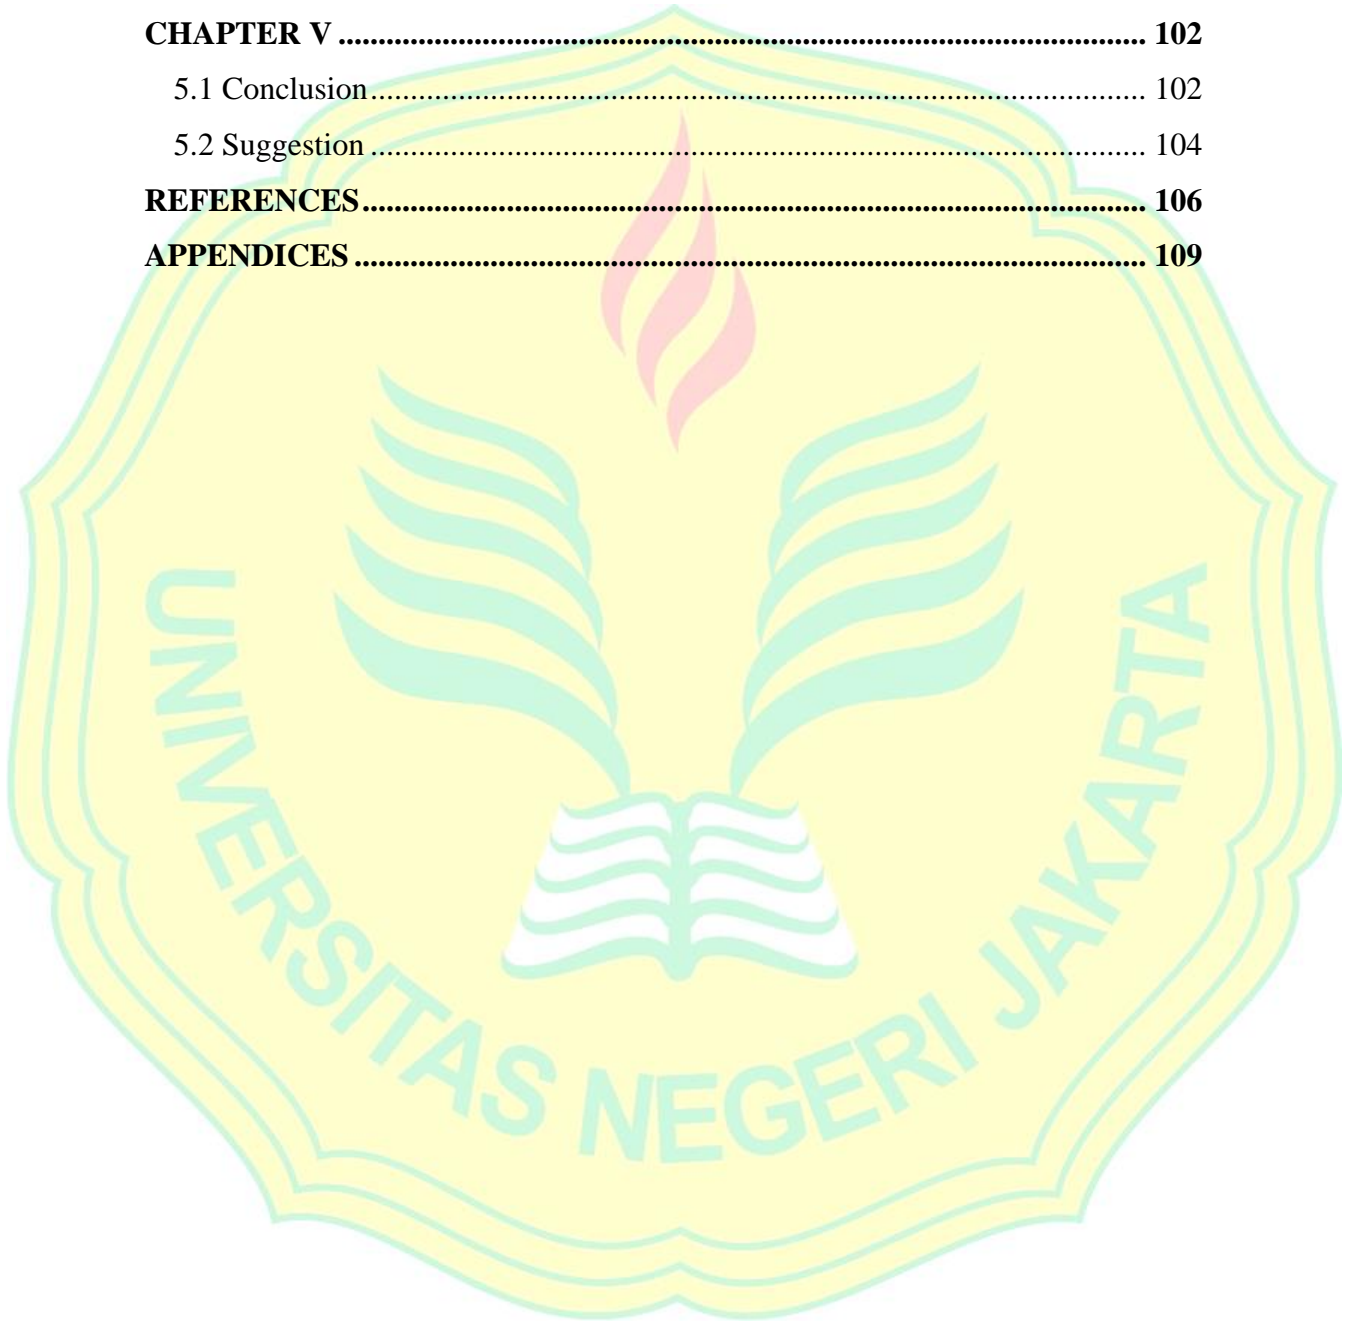 CHAPTER V ............................................................................................................................ 102
5.1 Conclusion....................................................................................................................... 102
5.2 Suggestion ....................................................................................................................... 104
REFERENCES........................................................................................................................ 106
APPENDICES ......................................................................................................................... 109
UNIVERSITAS NEGERI JAKARTA